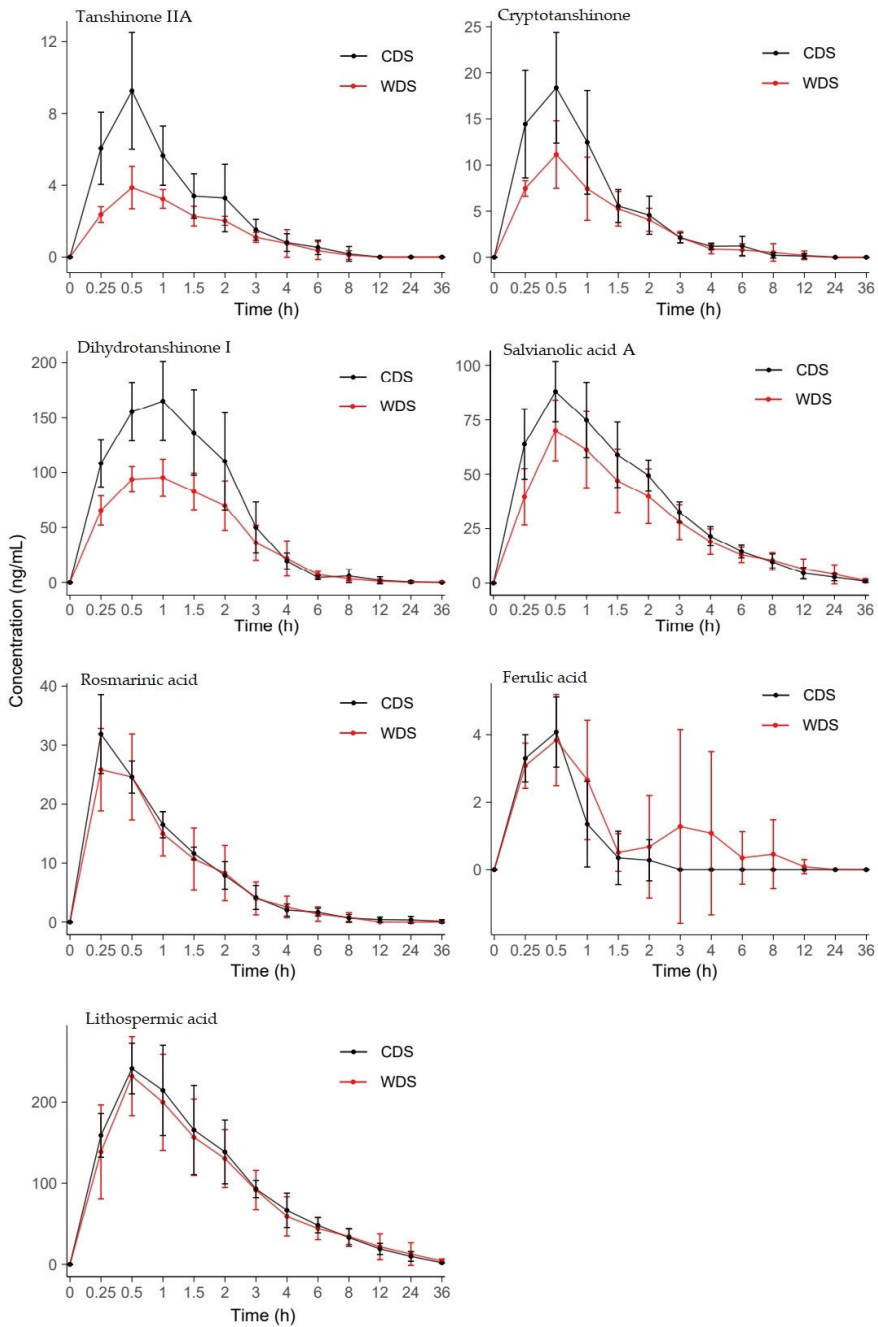 Tanshinone IIA
12
8
4
0
CDS
WDS
0 0.25 0.5 1 1.5 2 3 4 6 8 12 24 36
Time (h)
Cryptotanshinone
25
20
15
10
5
0
CDS
WDS
0 0.25 0.5 1 1.5 2 3 4 6 8 12 24 36
Time (h)
Concentration (ng/mL)
Dihydrotanshinone I
200
150
100
50
0
CDS
WDS
0 0.25 0.5 1 1.5 2 3 4 6 8 12 24 36
Time (h)
Salvianolic acid A
100
75
50
25
0
CDS
WDS
0 0.25 0.5 1 1.5 2 3 4 6 8 12 24 36
Time (h)
Rosmarinic acid
40
30
20
10
0
CDS
WDS
0 0.25 0.5 1 1.5 2 3 4 6 8 12 24 36
Time (h)
Ferulic acid
4
2
0
CDS
WDS
0 0.25 0.5 1 1.5 2 3 4 6 8 12 24 36
Time (h)
Lithospermic acid
200
100
0
CDS
WDS
0 0.25 0.5 1 1.5 2 3 4 6 8 12 24 36
Time (h)